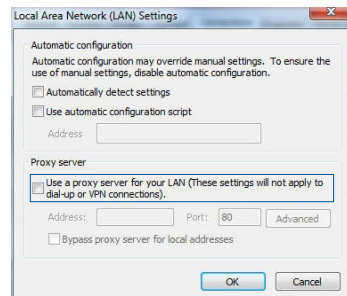 Local Area Network (LAN) Settings
Automatic configuration
Automatic configuration may override manual settings. To ensure the
use of manual settings, disable automatic configuration.
Automatically detect settings
Use automatic configuration script
Address
Proxy server
Use a proxy server for your LAN (These settings will not apply to
dial-up or VPN connections).
Address: Port: 80 Advanced
Bypass proxy server for local addresses
OK Cancel